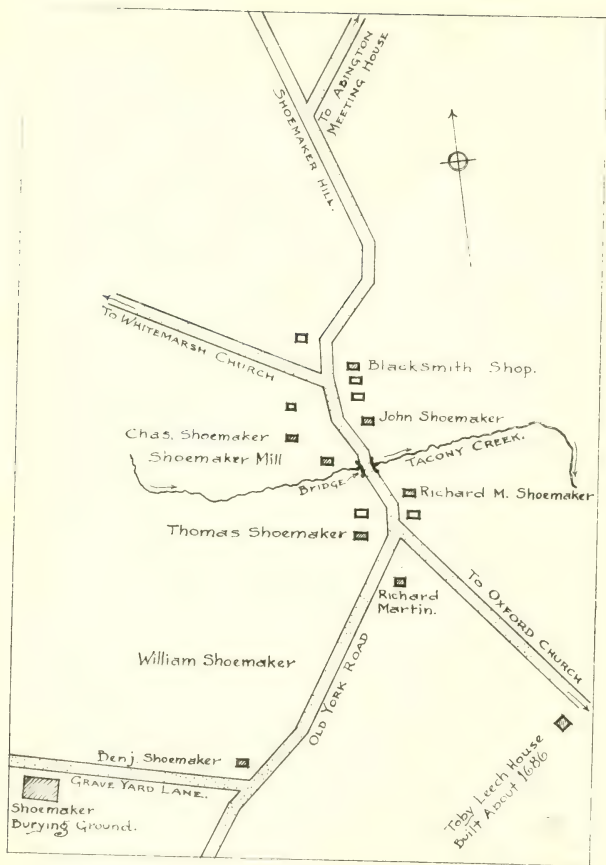 TO ABINGTON
MEETING HOUSE
SHOEMAKER HILL.
TO WHITEMARSH CHURCH
Blacksmith Shop.
John Shoemaker
Chas. Shoemaker
Shoemaker Mill
TACONY CREEK.
BRIDGE
Richard M. Shoemaker
Thomas Shoemaker
TO OXFORD CHURCH
Richard
Martin.
OLD YORK ROAD
William Shoemaker
Benj. Shoemaker
GRAVE YARD LANE.
Shoemaker
Burying Ground.
Toby Leech House
Built About 1686